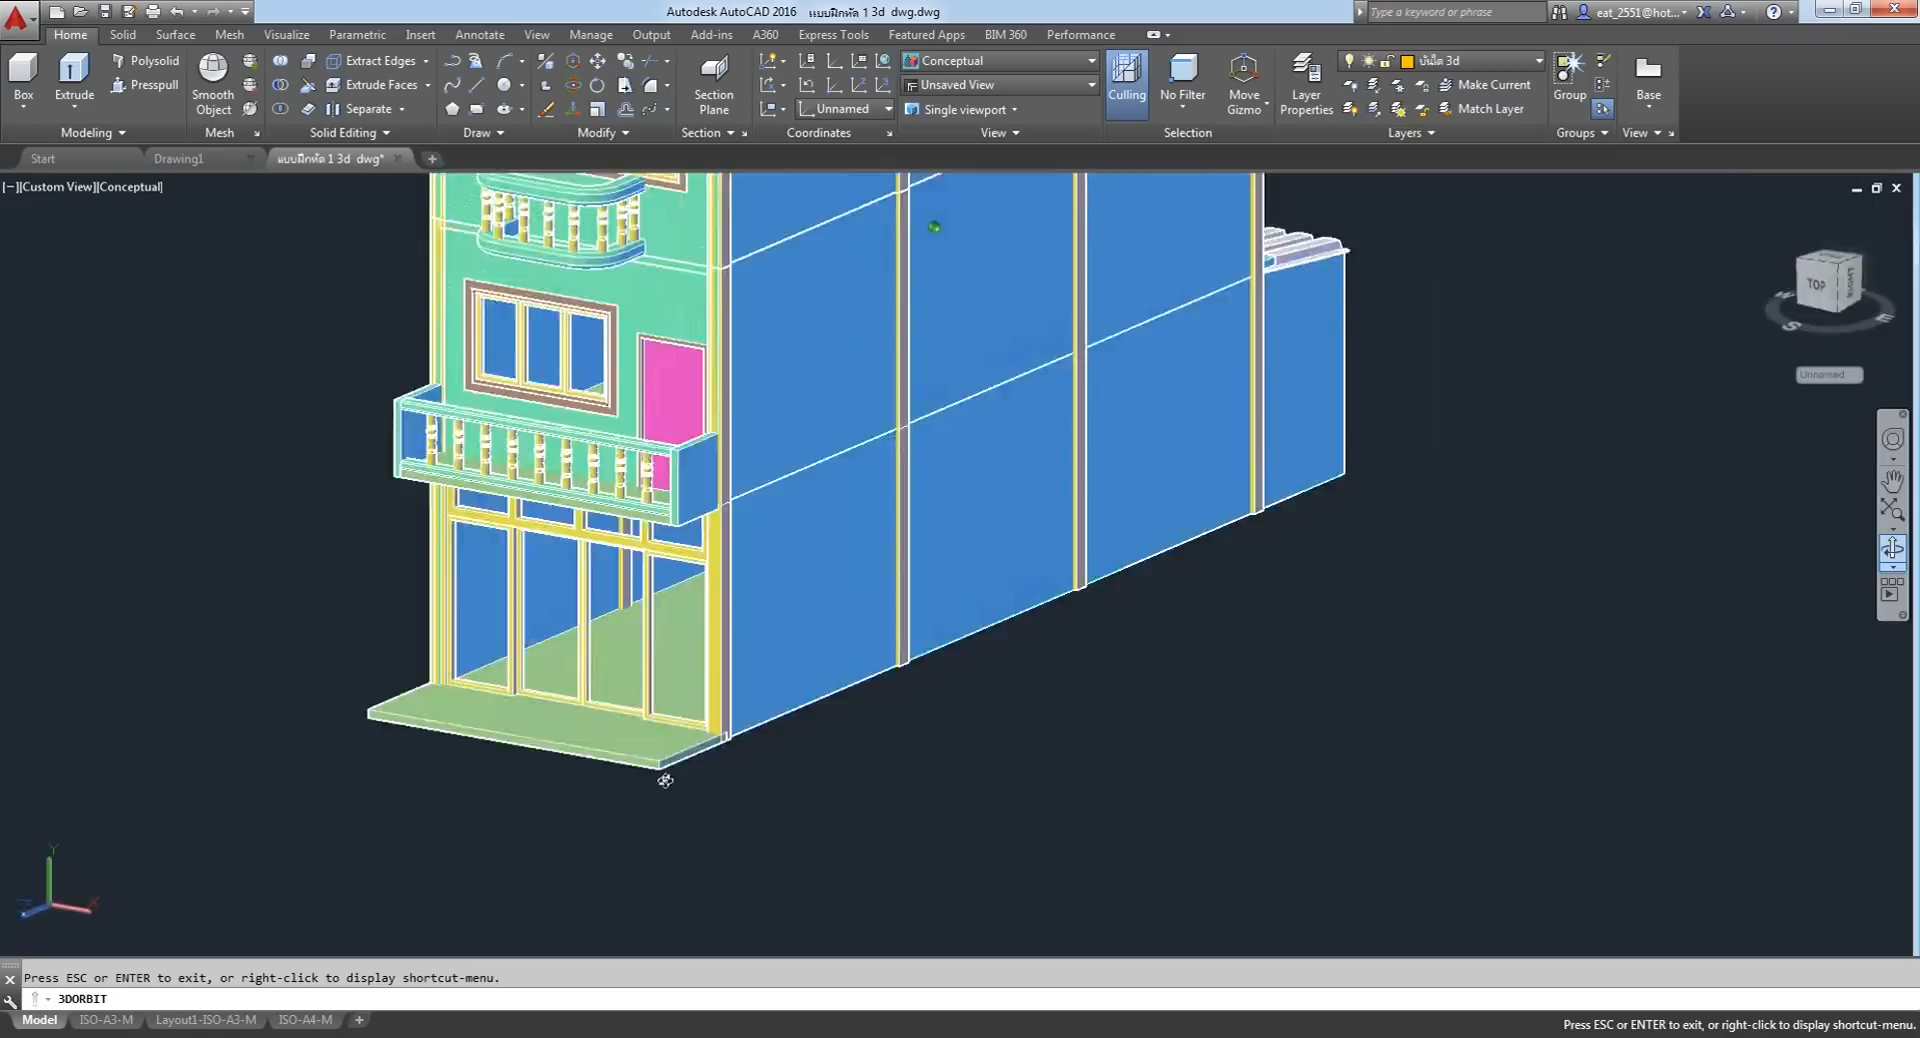 Autodesk AutoCAD 2016 แบบฝึกหัด 1 3d dwg.dwg
Type a keyword or phrase
eat_2551@hot...
Home Solid Surface Mesh Visualize Parametric Insert Annotate View Manage Output Add-ins A360 Express Tools Featured Apps BIM 360 Performance
Polysolid Extract Edges Conceptual บันได 3d
Presspull Extrude Faces Unsaved View Make Current
Box Extrude Smooth Object Separate Section Plane Unnamed Single viewport Culling No Filter Move Gizmo Layer Properties Match Layer Group Base
Modeling Mesh Solid Editing Draw Modify Section Coordinates View Selection Layers Groups View
Start Drawing1 แบบฝึกหัด 1 3d dwg*
[−][Custom View][Conceptual]
TOP RIGHT
S E
Unnamed
Y
X
Press ESC or ENTER to exit, or right-click to display shortcut-menu.
3DORBIT
Model ISO-A3-M Layout1-ISO-A3-M ISO-A4-M
Press ESC or ENTER to exit, or right-click to display shortcut-menu.